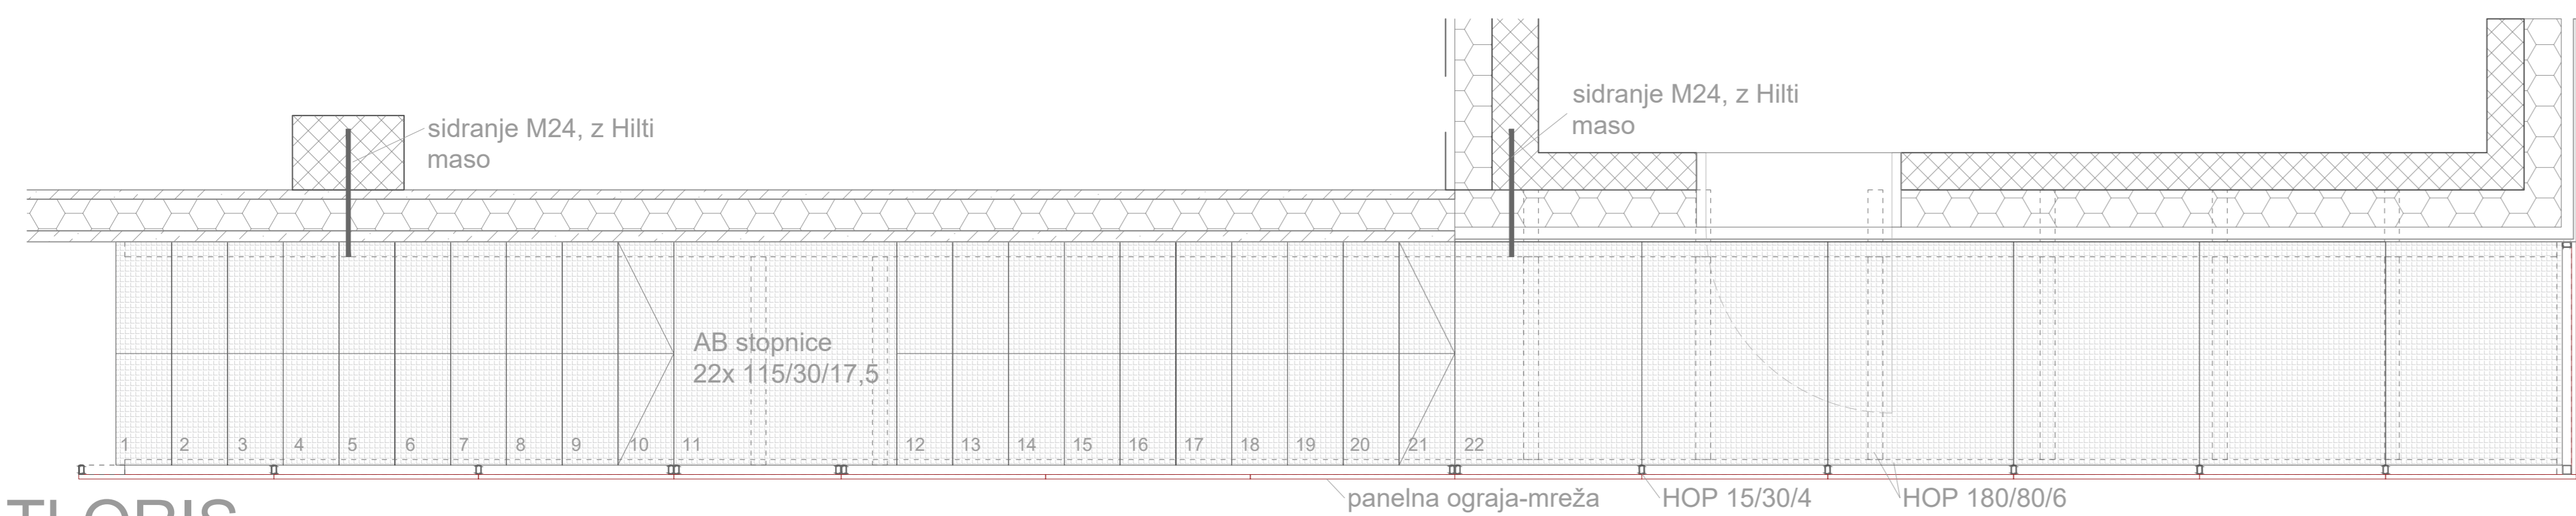 sidranje M24, z Hilti
maso
sidranje M24, z Hilti
maso
AB stopnice
22x 115/30/17,5
1 2 3 4 5 6 7 8 9 10 11 12 13 14 15 16 17 18 19 20 21 22
panelna ograja-mreža
HOP 15/30/4
HOP 180/80/6
TLORIS